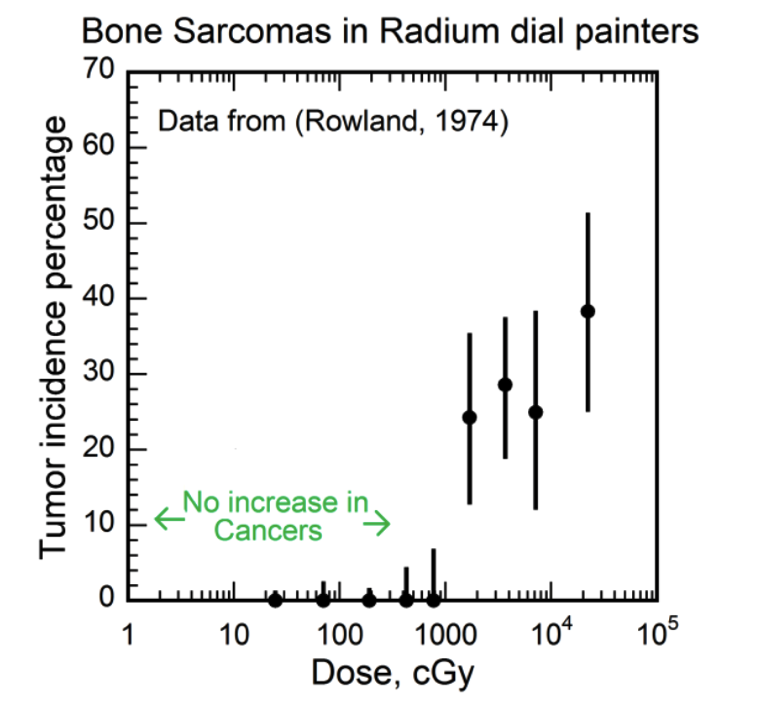 Bone Sarcomas in Radium dial painters
Data from (Rowland, 1974)
Tumor incidence percentage
70
60
50
40
30
20
10
0
No increase in
Cancers
1 10 100 1000 10⁴ 10⁵
Dose, cGy